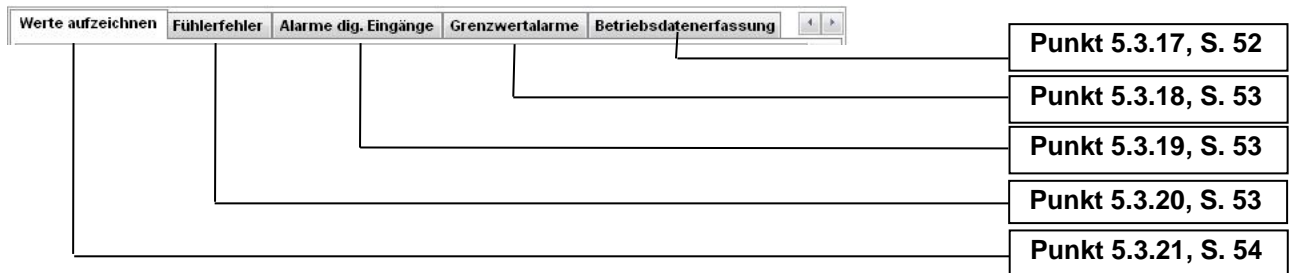 Werte aufzeichnen Fühlerfehler Alarme dig. Eingänge Grenzwertalarme Betriebsdatenerfassung
Punkt 5.3.17, S. 52
Punkt 5.3.18, S. 53
Punkt 5.3.19, S. 53
Punkt 5.3.20, S. 53
Punkt 5.3.21, S. 54